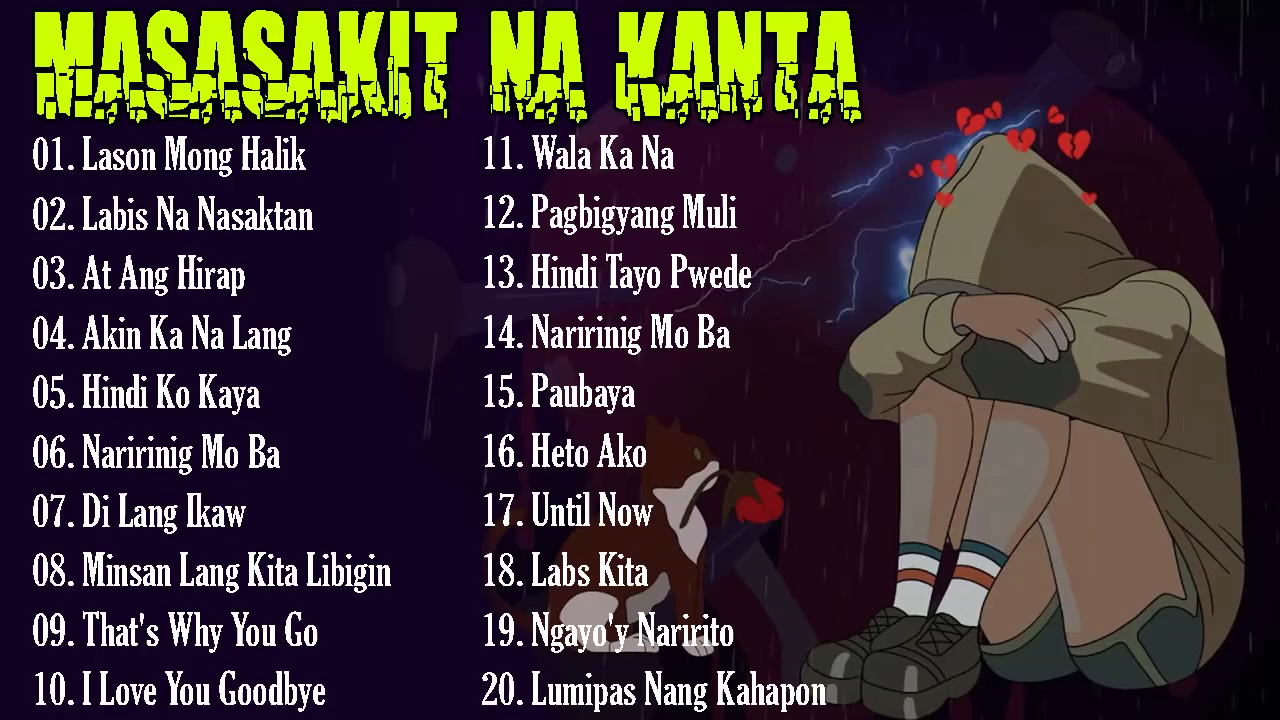 MASASAKIT NA KANTA
01. Lason Mong Halik
02. Labis Na Nasaktan
03. At Ang Hirap
04. Akin Ka Na Lang
05. Hindi Ko Kaya
06. Naririnig Mo Ba
07. Di Lang Ikaw
08. Minsan Lang Kita Libigin
09. That's Why You Go
10. I Love You Goodbye
11. Wala Ka Na
12. Pagbigyang Muli
13. Hindi Tayo Pwede
14. Naririnig Mo Ba
15. Paubaya
16. Heto Ako
17. Until Now
18. Labs Kita
19. Ngayo'y Naririto
20. Lumipas Nang Kahapon